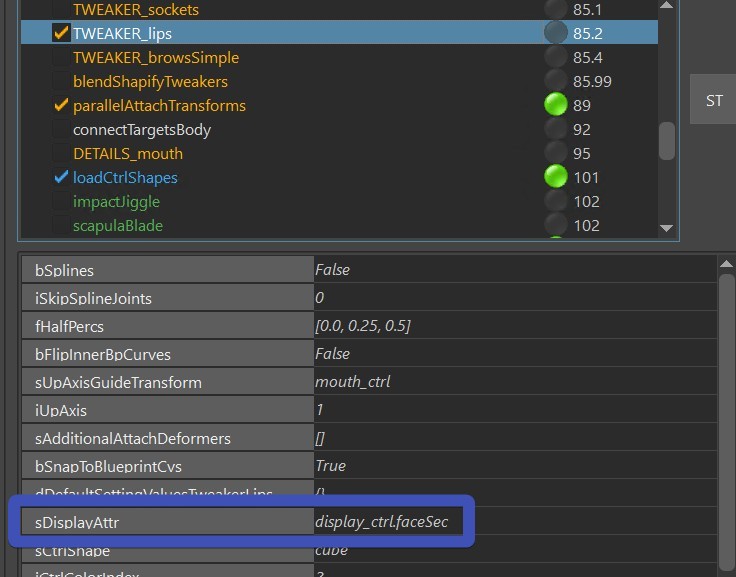 TWEAKER_sockets 85.1
TWEAKER_lips 85.2
TWEAKER_browsSimple 85.4
blendShapifyTweakers 85.99
parallelAttachTransforms 89
ST
connectTargetsBody 92
DETAILS_mouth 95
loadCtrlShapes 101
impactJiggle 102
scapulaBlade 102
bSplines False
iSkipSplineJoints 0
fHalfPercs [0.0, 0.25, 0.5]
bFlipInnerBpCurves False
sUpAxisGuideTransform mouth_ctrl
iUpAxis 1
sAdditionalAttachDeformers []
bSnapToBlueprintCvs True
dDefaultSettingValuesTweakerLips {}
sDisplayAttr display_ctrl.faceSec
sCtrlShape cube
iCtrlColorIndex 2